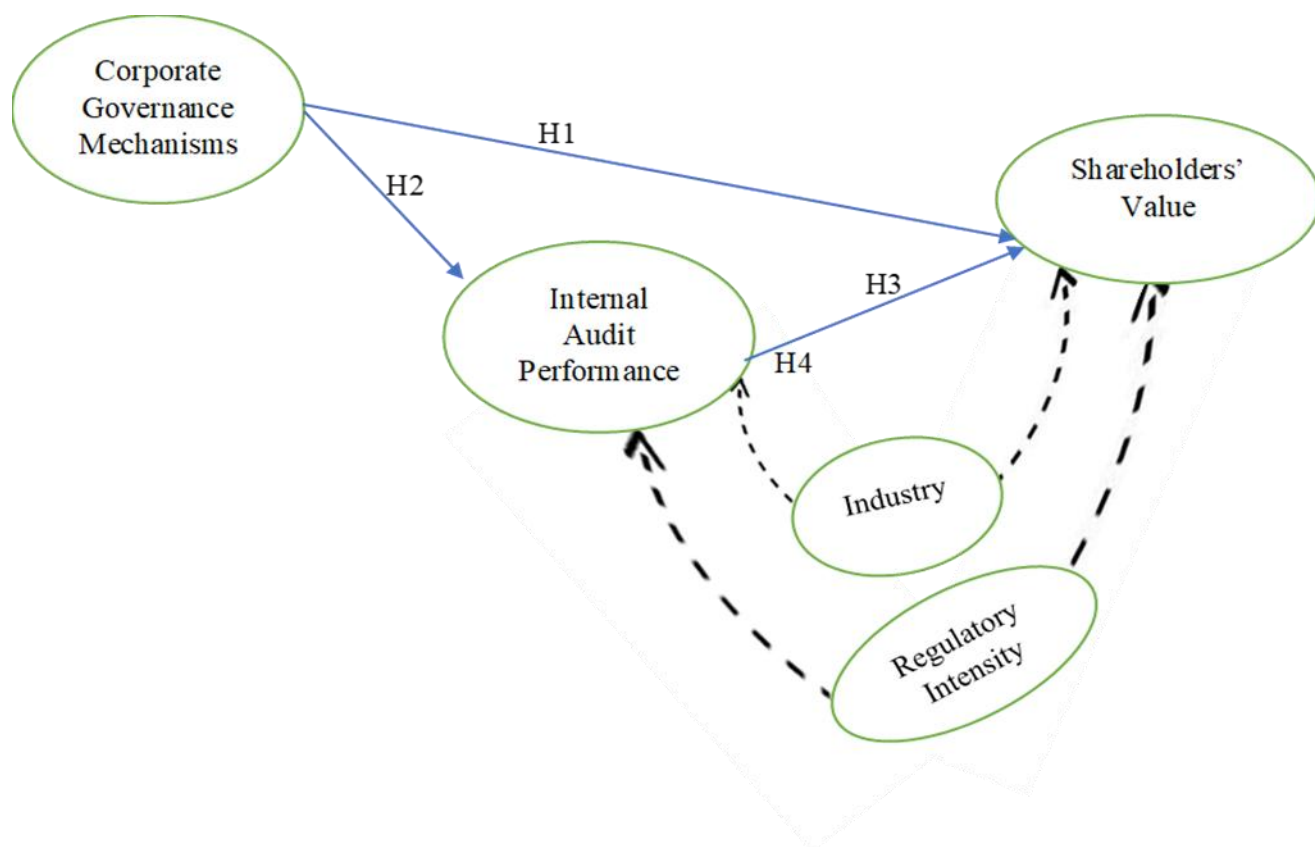 Corporate
Governance
Mechanisms
H1
Shareholders’
Value
H2
Internal
Audit
Performance
H3
H4
Industry
Regulatory
Intensity